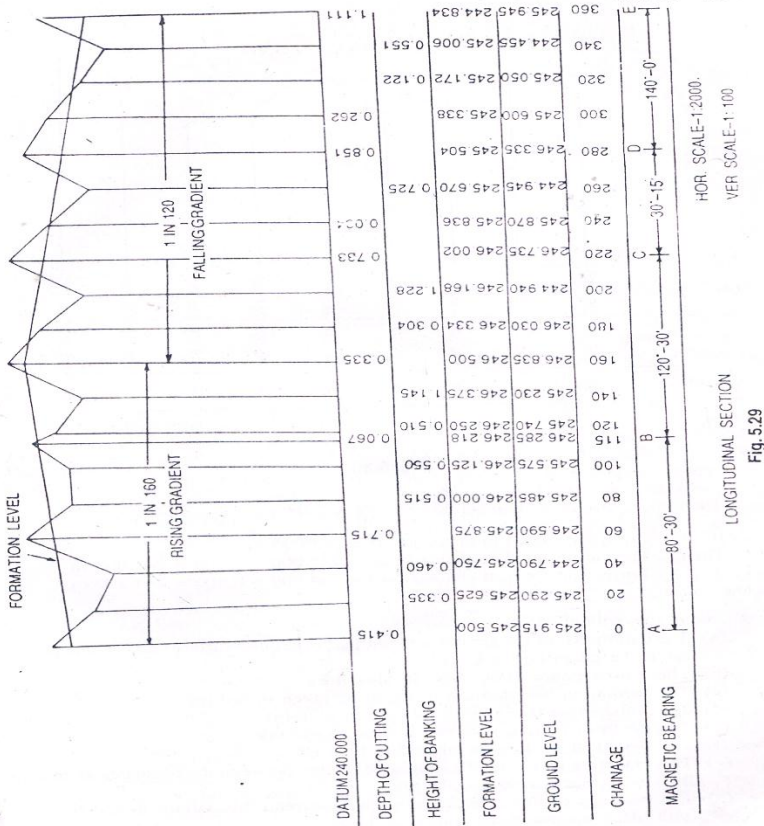 FORMATION LEVEL
1 IN 160
RISING GRADIENT
1 IN 120
FALLING GRADIENT
DATUM 240.000
DEPTH OF CUTTING 0.415 0.715 0.067 0.335 0.733 0.851 0.262 1.111
HEIGHT OF BANKING 0.335 0.460 0.515 0.550 0.510 1.145 0.304 1.228 0.725 0.122 0.551
FORMATION LEVEL 245.500 245.625 245.750 245.875 246.000 246.125 246.218 246.250 246.375 246.500 246.334 246.168 246.002 245.836 245.670 245.504 245.338 245.172 245.006 244.834
GROUND LEVEL 245.915 245 290 244.790 246.590 245 485 245.575 246 285 245 740 245 230 246 835 246 030 244 940 246.735 245 870 244 945 246 335 245 600 245.050 244.455 245.945
CHAINAGE 0 20 40 60 80 100 115 120 140 160 180 200 220 240 260 280 300 320 340 360
MAGNETIC BEARING A 80°-30' B 120°-30' C 30°-15' D 140°-0' E
HOR. SCALE-1:2000.
VER SCALE-1:100
LONGITUDINAL SECTION
Fig. 5.29